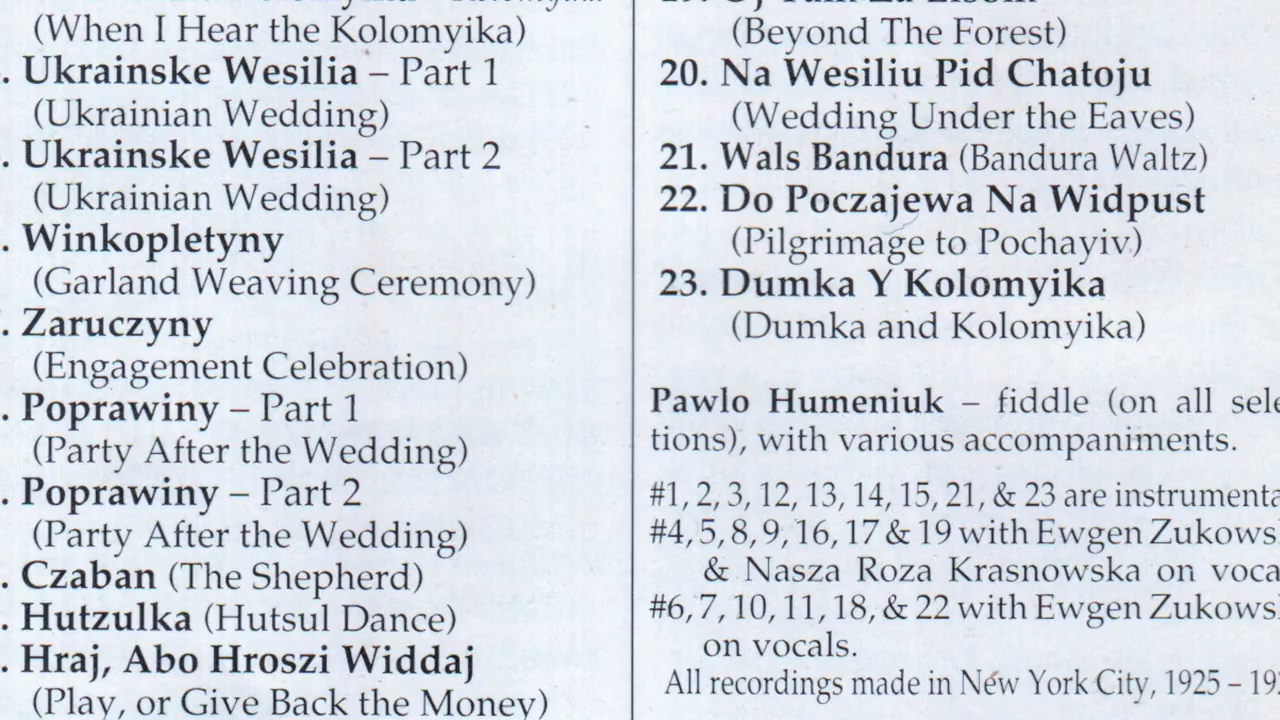 (When I Hear the Kolomyika)
. Ukrainske Wesilia – Part 1
(Ukrainian Wedding)
. Ukrainske Wesilia – Part 2
(Ukrainian Wedding)
. Winkopletyny
(Garland Weaving Ceremony)
. Zaruczyny
(Engagement Celebration)
. Poprawiny – Part 1
(Party After the Wedding)
. Poprawiny – Part 2
(Party After the Wedding)
. Czaban (The Shepherd)
. Hutzulka (Hutsul Dance)
. Hraj, Abo Hroszi Widdaj
(Play, or Give Back the Money)
(Beyond The Forest)
20. Na Wesiliu Pid Chatoju
(Wedding Under the Eaves)
21. Wals Bandura (Bandura Waltz)
22. Do Poczajewa Na Widpust
(Pilgrimage to Pochayiv)
23. Dumka Y Kolomyika
(Dumka and Kolomyika)
Pawlo Humeniuk – fiddle (on all sele
tions), with various accompaniments.
#1, 2, 3, 12, 13, 14, 15, 21, & 23 are instrumenta
#4, 5, 8, 9, 16, 17 & 19 with Ewgen Zukows
& Nasza Roza Krasnowska on voca
#6, 7, 10, 11, 18, & 22 with Ewgen Zukows
on vocals.
All recordings made in New York City, 1925 – 19